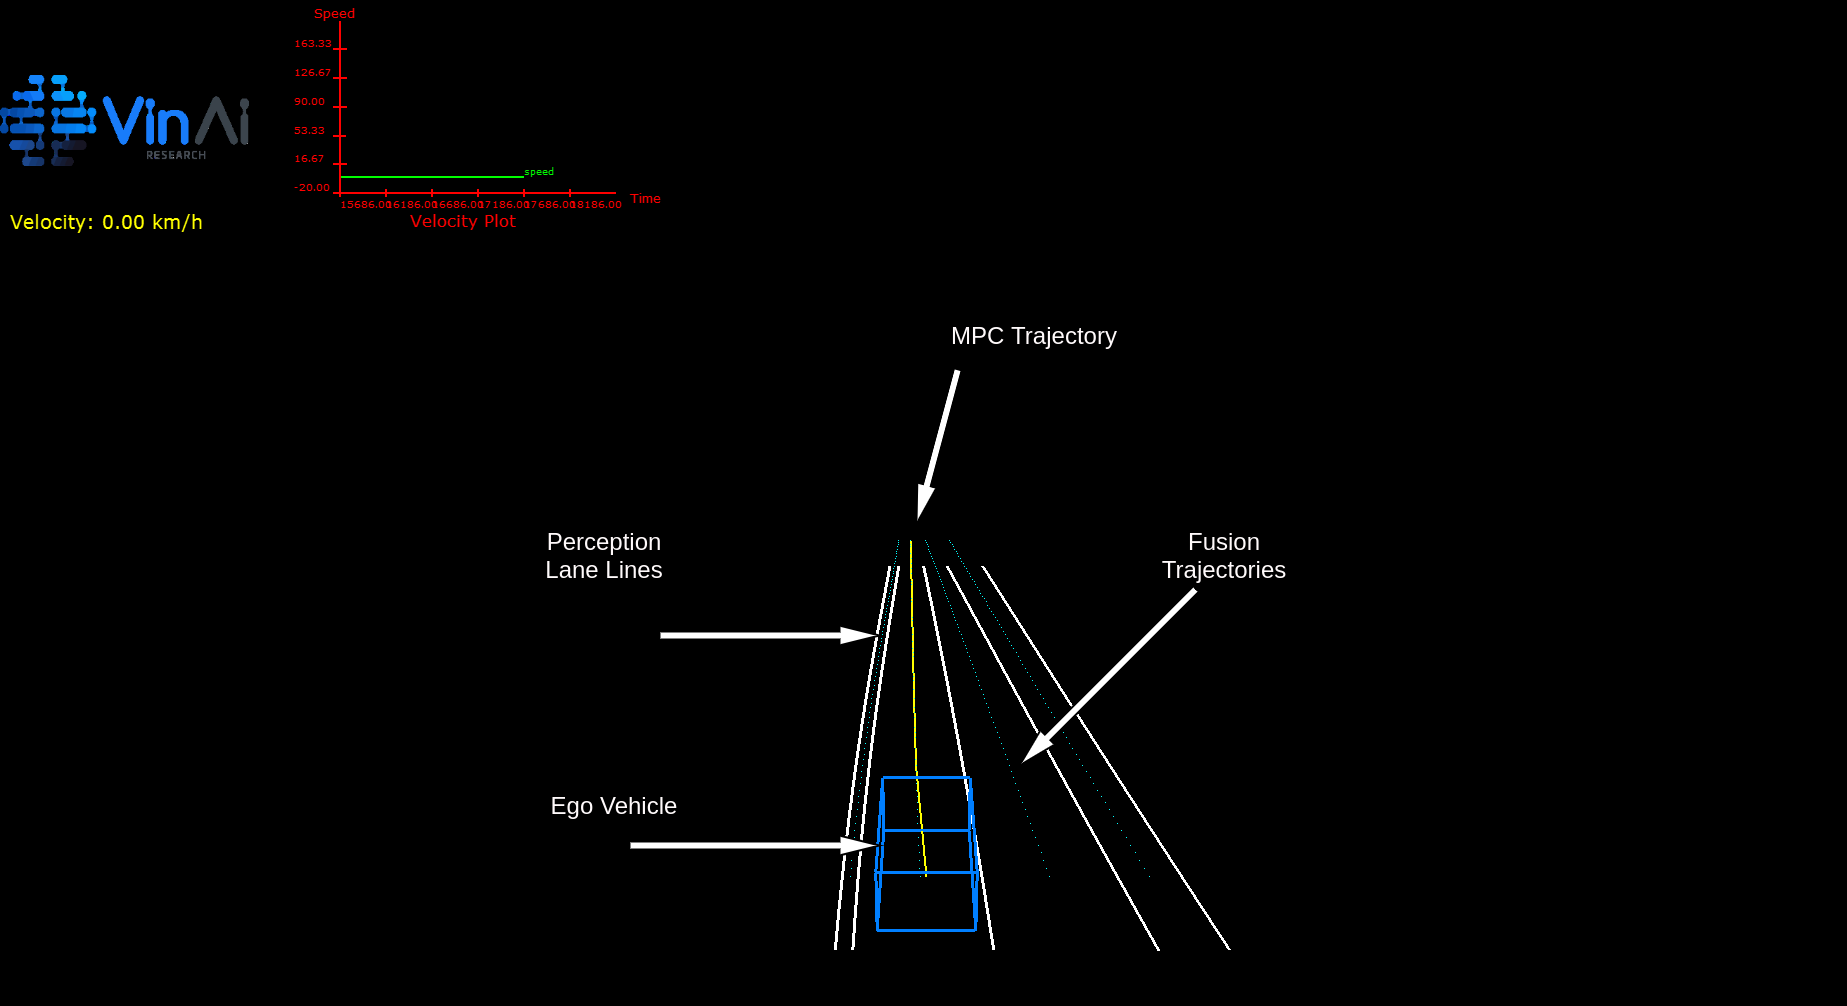 Speed
163.33
126.67
90.00
53.33
16.67
-20.00
speed
15686.00 16186.00 16686.00 17186.00 17686.00 18186.00
Time
Velocity Plot
VinAi
RESEARCH
Velocity: 0.00 km/h
MPC Trajectory
Perception
Lane Lines
Fusion
Trajectories
Ego Vehicle